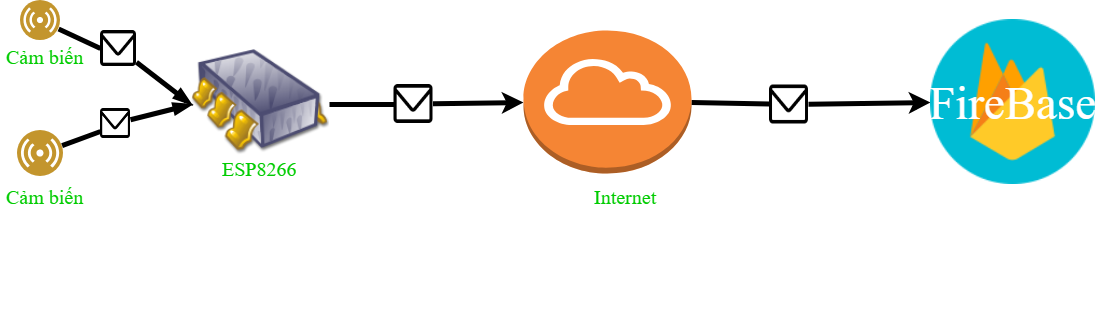 Cảm biến
FireBase
ESP8266
Cảm biến
Internet